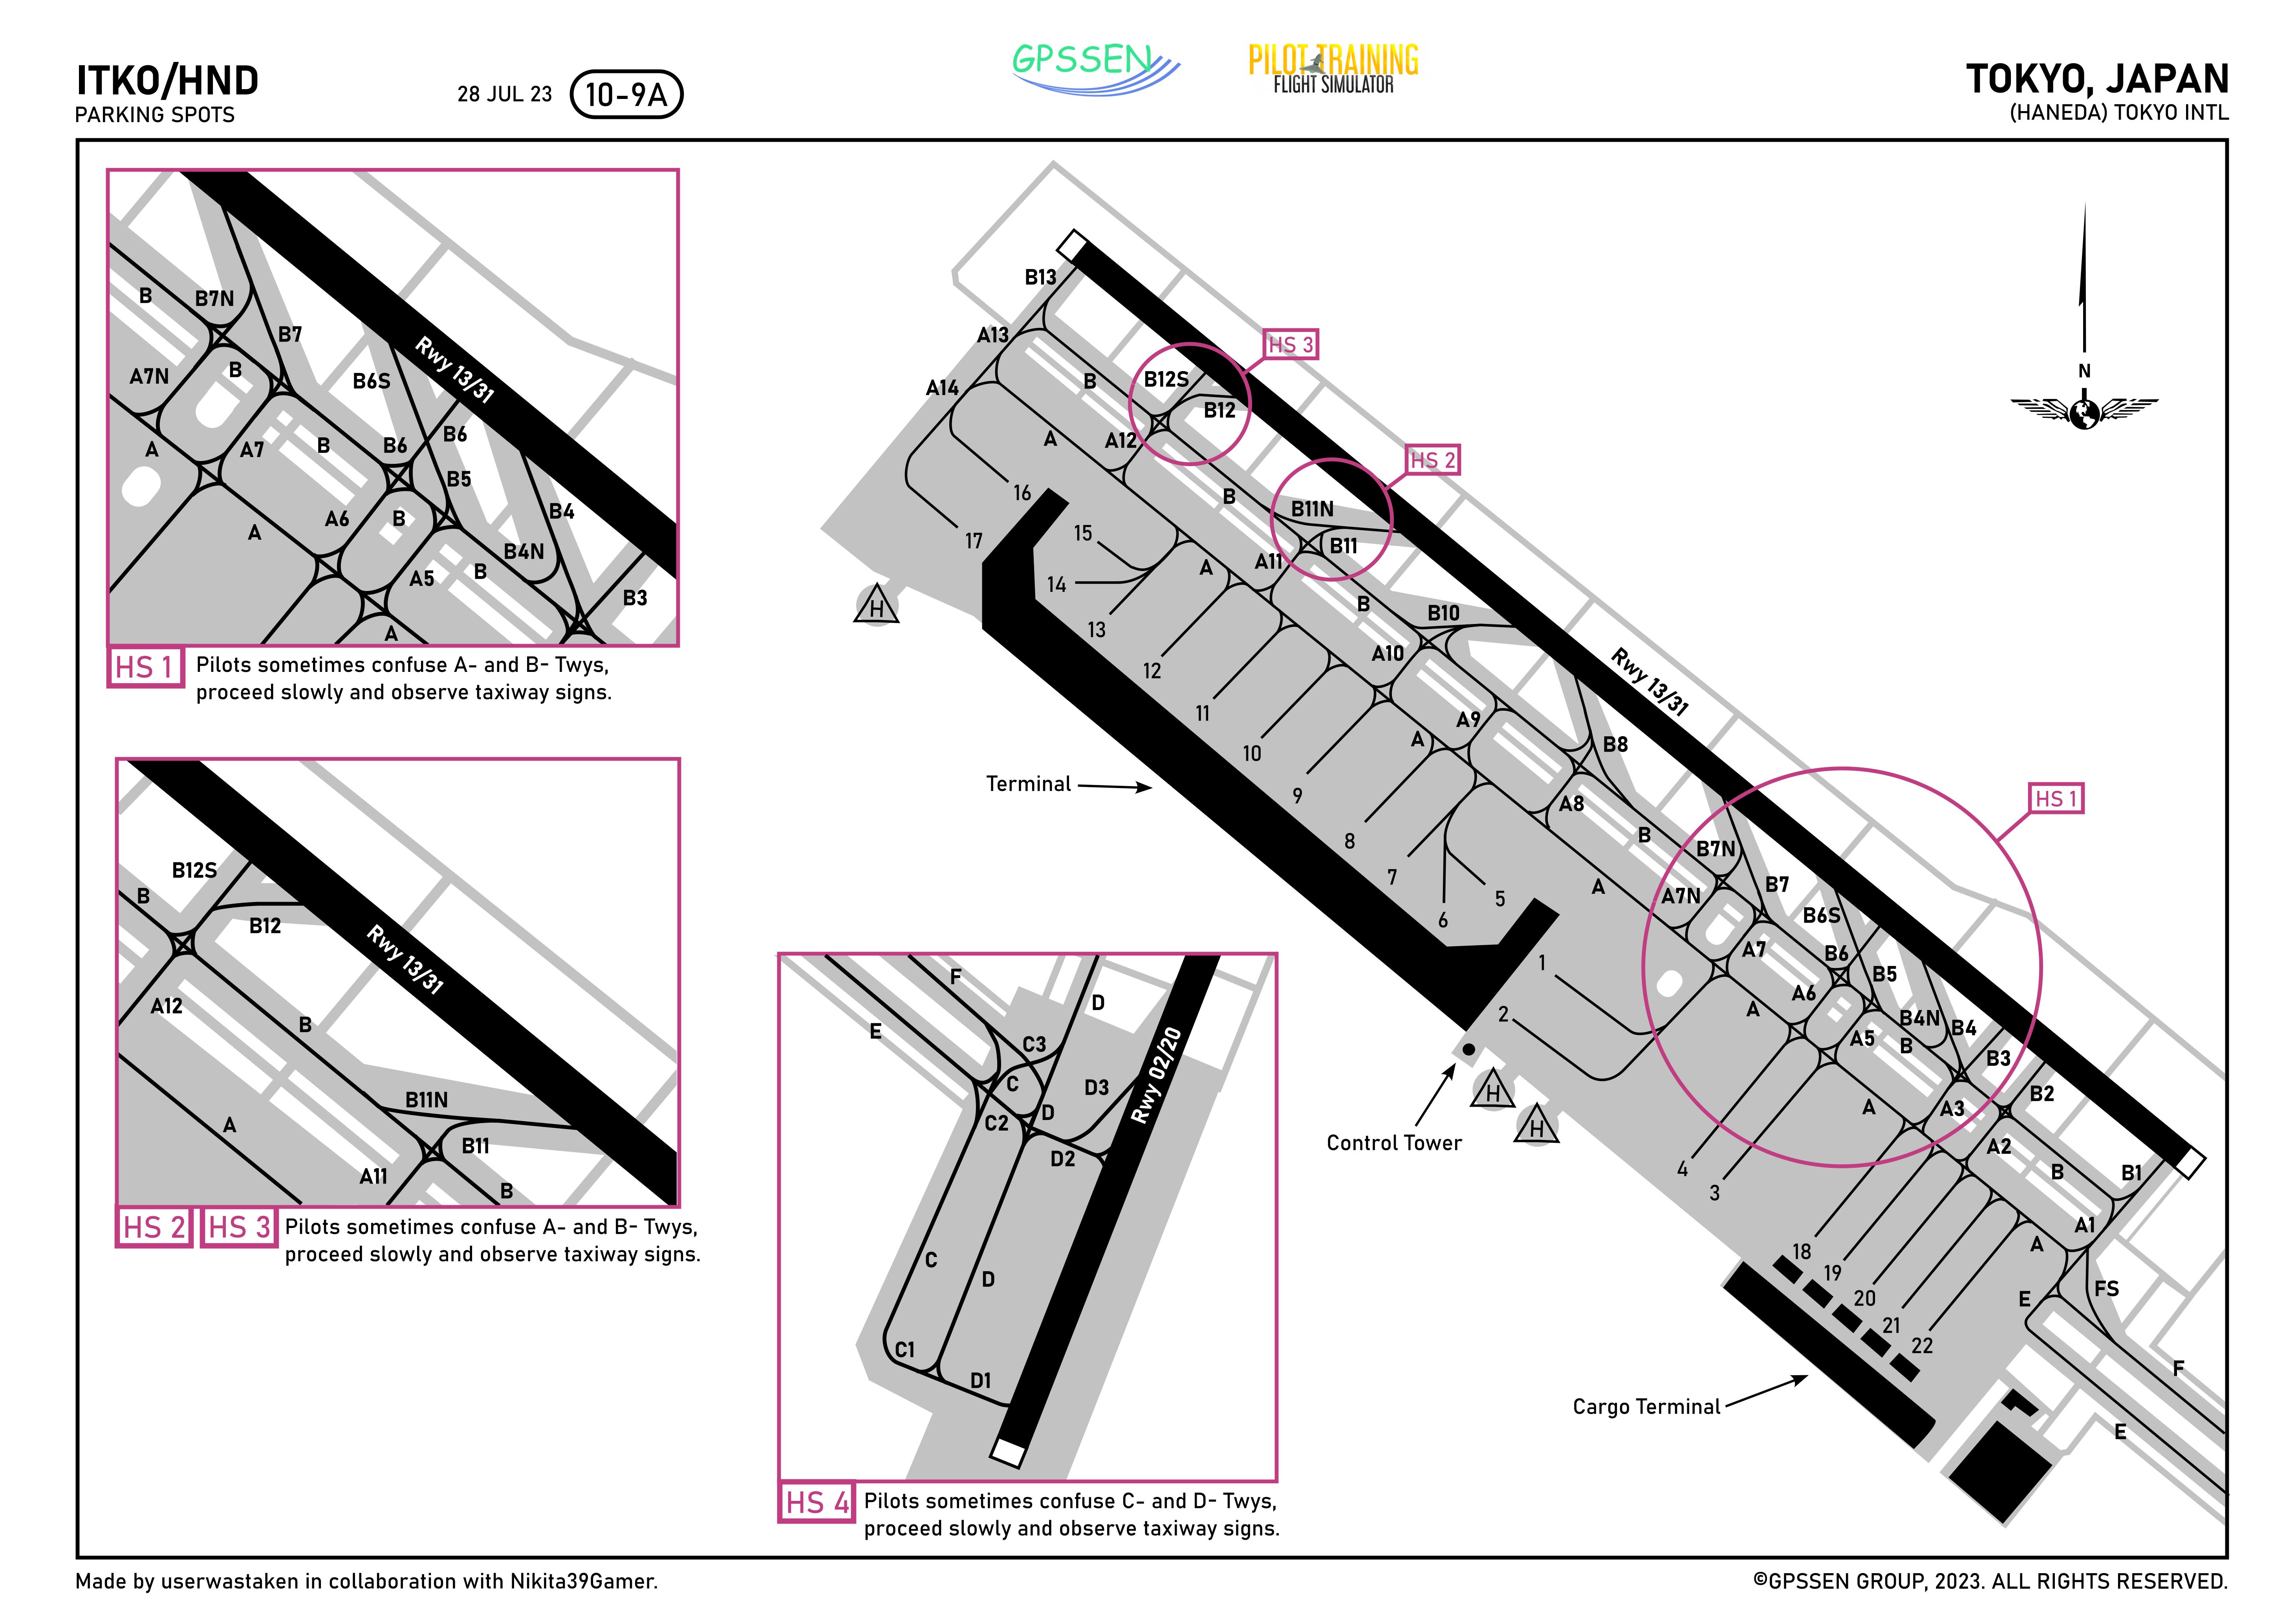 ITKO/HND
PARKING SPOTS
28 JUL 23
10-9A
GPSSEN
PILOT TRAINING
FLIGHT SIMULATOR
TOKYO, JAPAN
(HANEDA) TOKYO INTL
B
B7N
B7
Rwy 13/31
B6S
A7N
B
A
A7
B
B6
B6
B5
B4
A6
B
A
B4N
A5
B
B3
A
HS 1
Pilots sometimes confuse A- and B- Twys,
proceed slowly and observe taxiway signs.
B12S
B
B12
Rwy 13/31
A12
B
B11N
A
B11
A11
B
HS 2
HS 3
Pilots sometimes confuse A- and B- Twys,
proceed slowly and observe taxiway signs.
F
D
E
C3
C
D3
Rwy 02/20
C2
D
D2
C
D
C1
D1
HS 4
Pilots sometimes confuse C- and D- Twys,
proceed slowly and observe taxiway signs.
B13
A13
HS 3
A14
B
B12S
B12
A
A12
HS 2
16
B
B11N
17
15
B11
A11
A
14
H
B
B10
13
A10
12
Rwy 13/31
11
A9
A
10
B8
Terminal
9
A8
HS 1
8
B
B7N
7
A
A7N
B7
5
6
B6S
1
A7
B6
B5
A6
2
A
B4N
B4
A5
B
B3
H
B2
H
Control Tower
A
A3
A2
4
B
B1
3
A1
18
A
19
FS
20
E
21
22
F
Cargo Terminal
E
N
Made by userwastaken in collaboration with Nikita39Gamer.
©GPSSEN GROUP, 2023. ALL RIGHTS RESERVED.